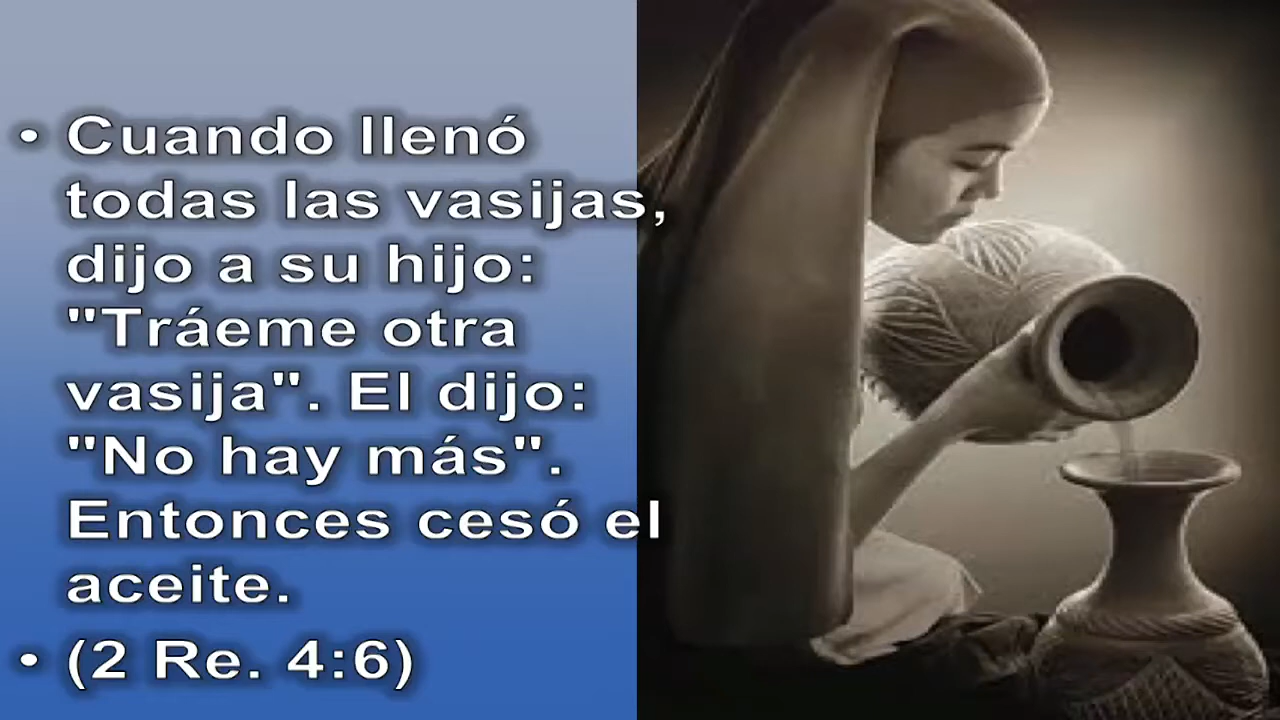 • Cuando llenó
todas las vasijas,
dijo a su hijo:
"Tráeme otra
vasija". El dijo:
"No hay más".
Entonces cesó el
aceite.
• (2 Re. 4:6)